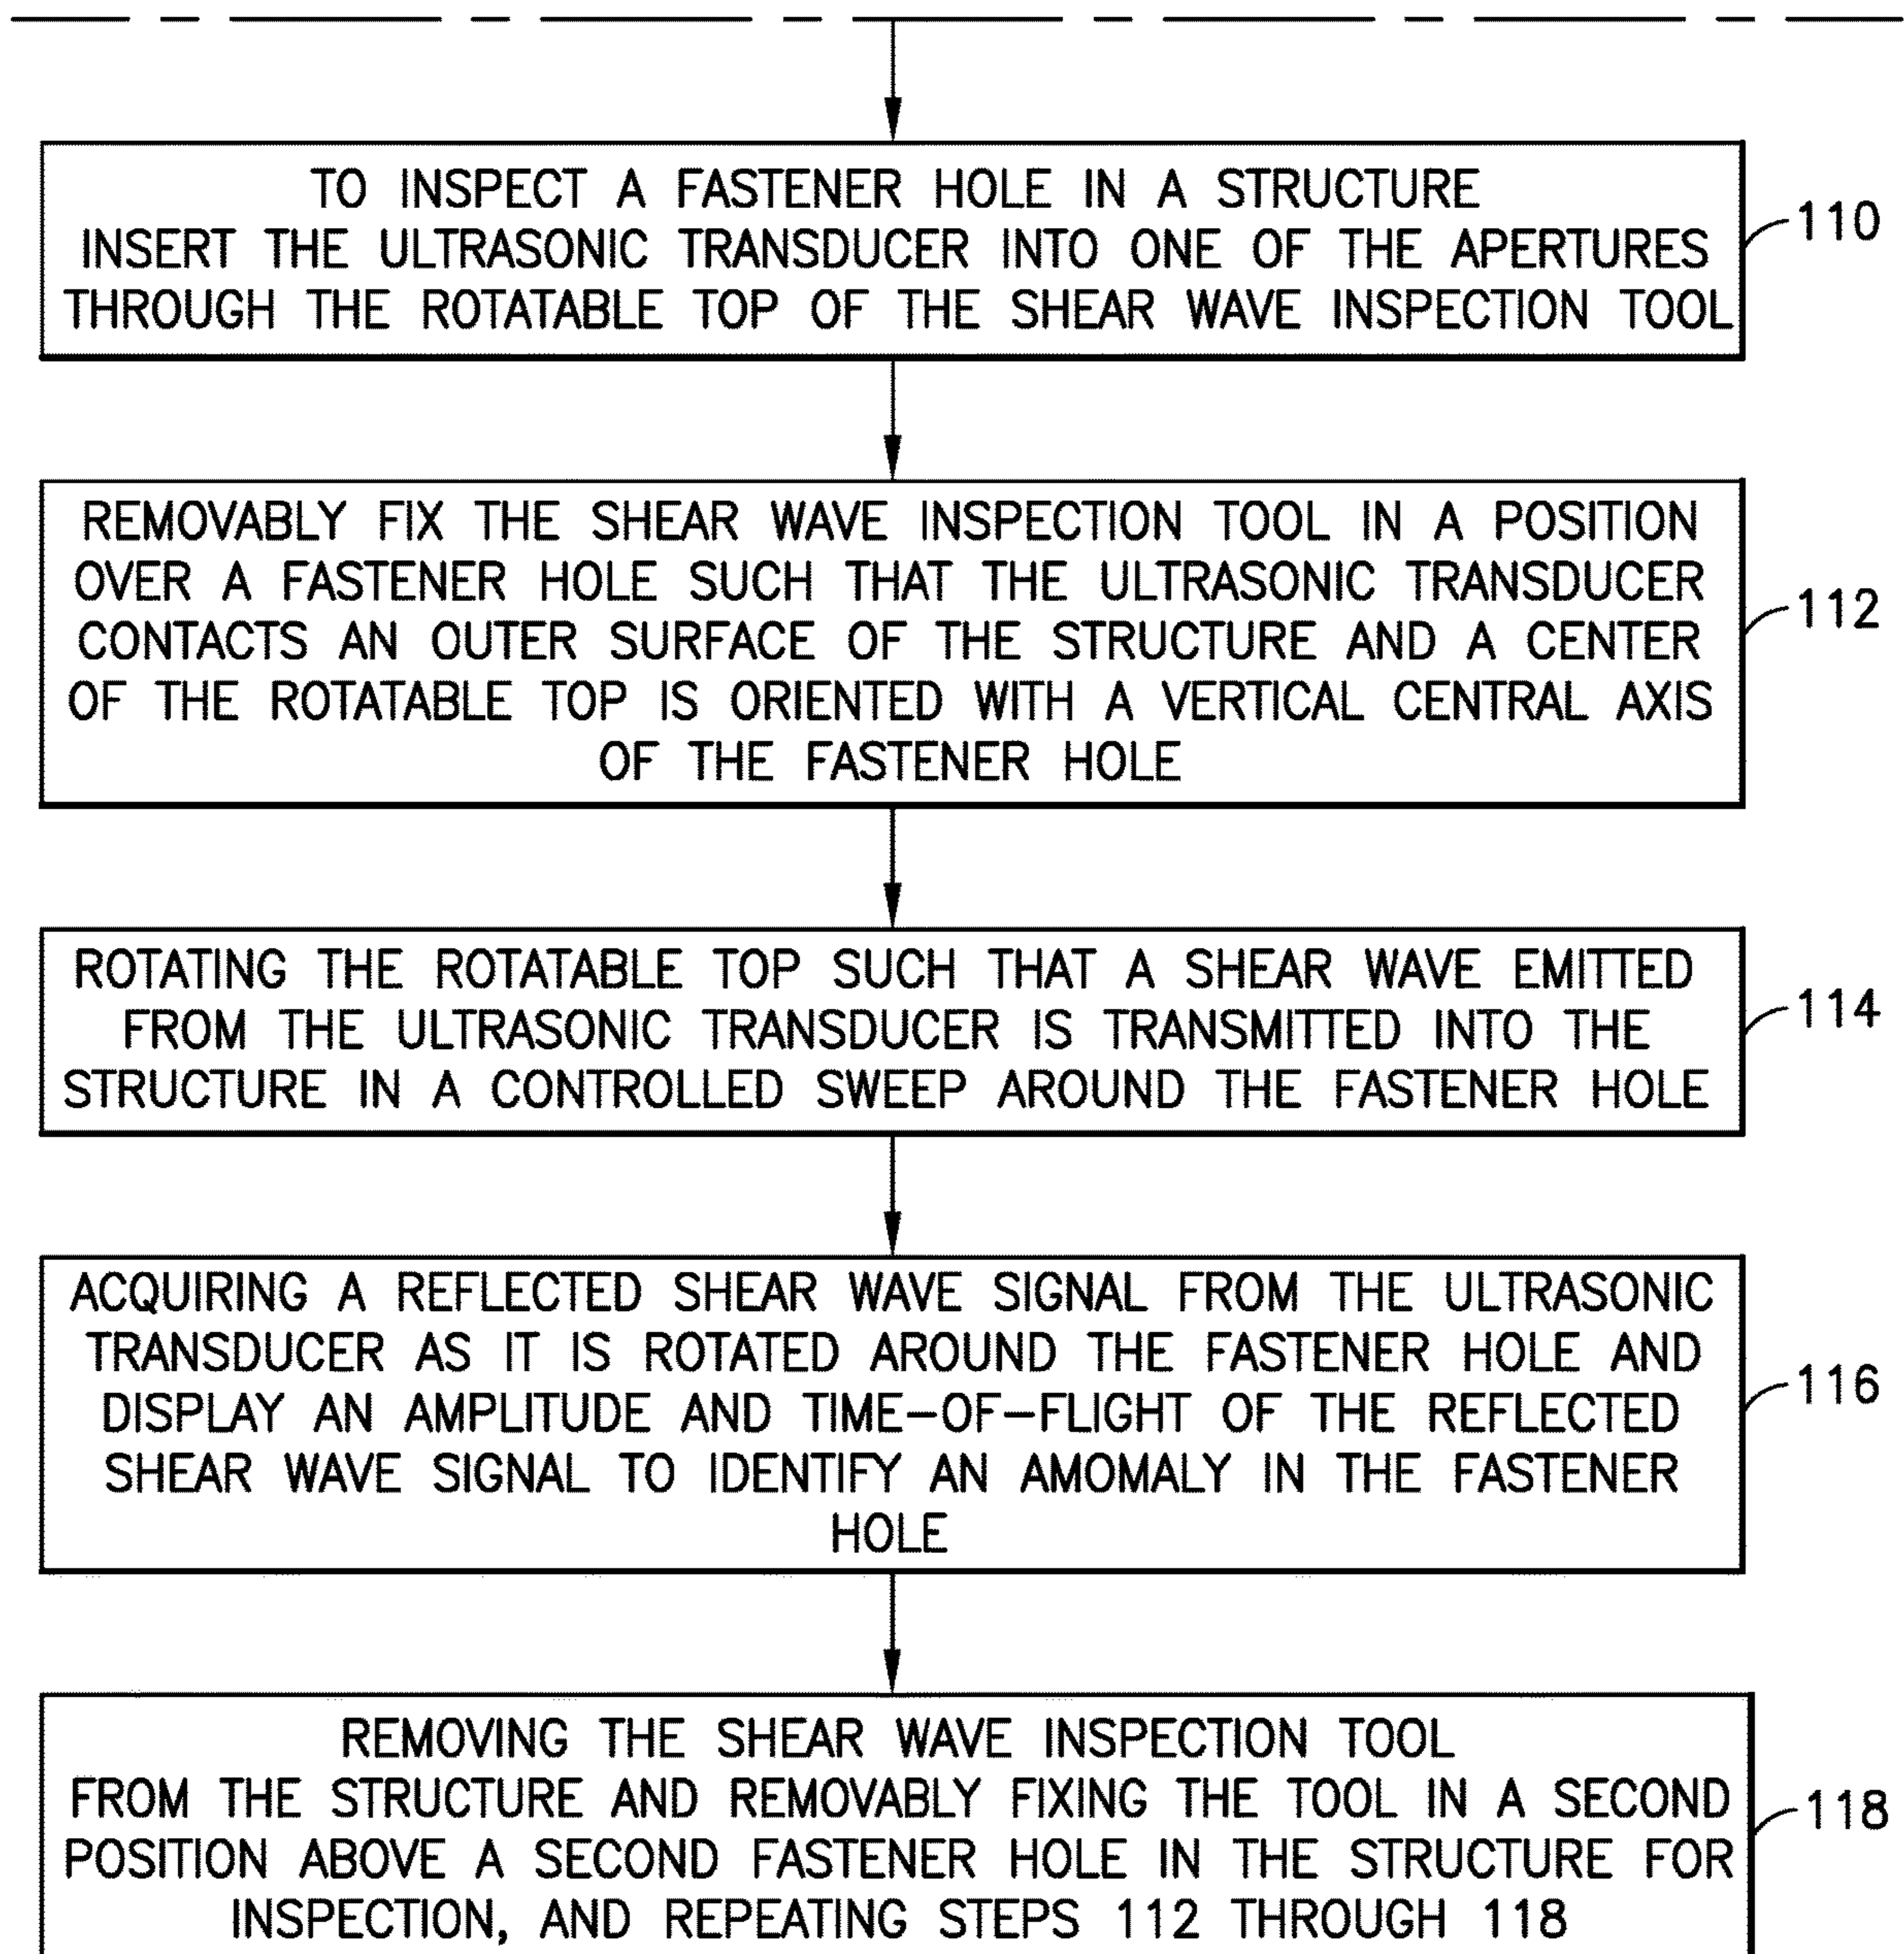 TO INSPECT A FASTENER HOLE IN A STRUCTURE
INSERT THE ULTRASONIC TRANSDUCER INTO ONE OF THE APERTURES
THROUGH THE ROTATABLE TOP OF THE SHEAR WAVE INSPECTION TOOL
110
REMOVABLY FIX THE SHEAR WAVE INSPECTION TOOL IN A POSITION
OVER A FASTENER HOLE SUCH THAT THE ULTRASONIC TRANSDUCER
CONTACTS AN OUTER SURFACE OF THE STRUCTURE AND A CENTER
OF THE ROTATABLE TOP IS ORIENTED WITH A VERTICAL CENTRAL AXIS
OF THE FASTENER HOLE
112
ROTATING THE ROTATABLE TOP SUCH THAT A SHEAR WAVE EMITTED
FROM THE ULTRASONIC TRANSDUCER IS TRANSMITTED INTO THE
STRUCTURE IN A CONTROLLED SWEEP AROUND THE FASTENER HOLE
114
ACQUIRING A REFLECTED SHEAR WAVE SIGNAL FROM THE ULTRASONIC
TRANSDUCER AS IT IS ROTATED AROUND THE FASTENER HOLE AND
DISPLAY AN AMPLITUDE AND TIME-OF-FLIGHT OF THE REFLECTED
SHEAR WAVE SIGNAL TO IDENTIFY AN AMOMALY IN THE FASTENER
HOLE
116
REMOVING THE SHEAR WAVE INSPECTION TOOL
FROM THE STRUCTURE AND REMOVABLY FIXING THE TOOL IN A SECOND
POSITION ABOVE A SECOND FASTENER HOLE IN THE STRUCTURE FOR
INSPECTION, AND REPEATING STEPS 112 THROUGH 118
118